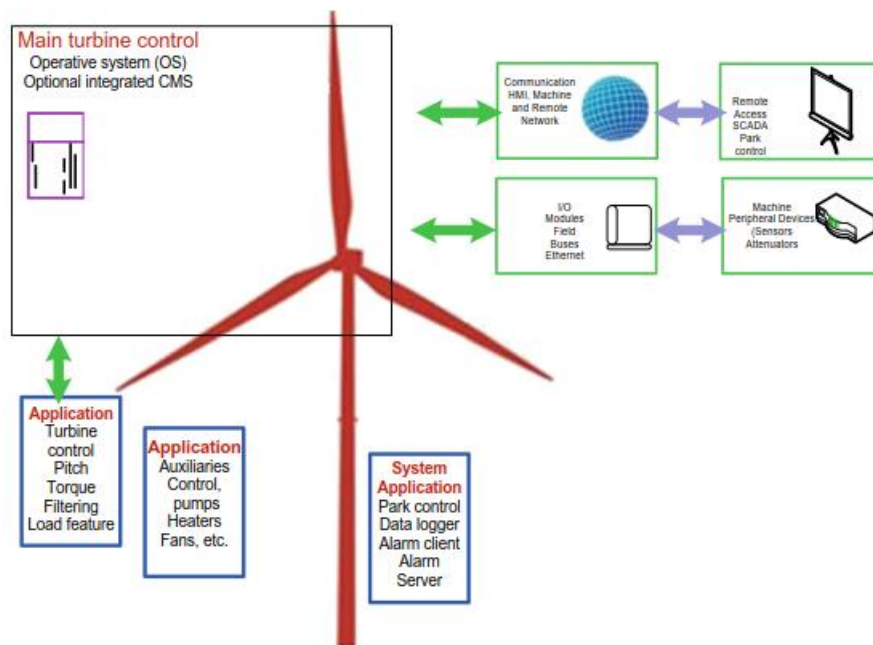 Main turbine control
Operative system (OS)
Optional integrated CMS
Communication
HMI, Machine
and Remote
Network
Remote
Access
SCADA
Park
control
I/O
Modules
Field
Buses
Ethernet
Machine
Peripheral Devices
(Sensors
Attenuators
Application
Turbine
control
Pitch
Torque
Filtering
Load feature
Application
Auxiliaries
Control,
pumps
Heaters
Fans, etc.
System
Application
Park control
Data logger
Alarm client
Alarm
Server